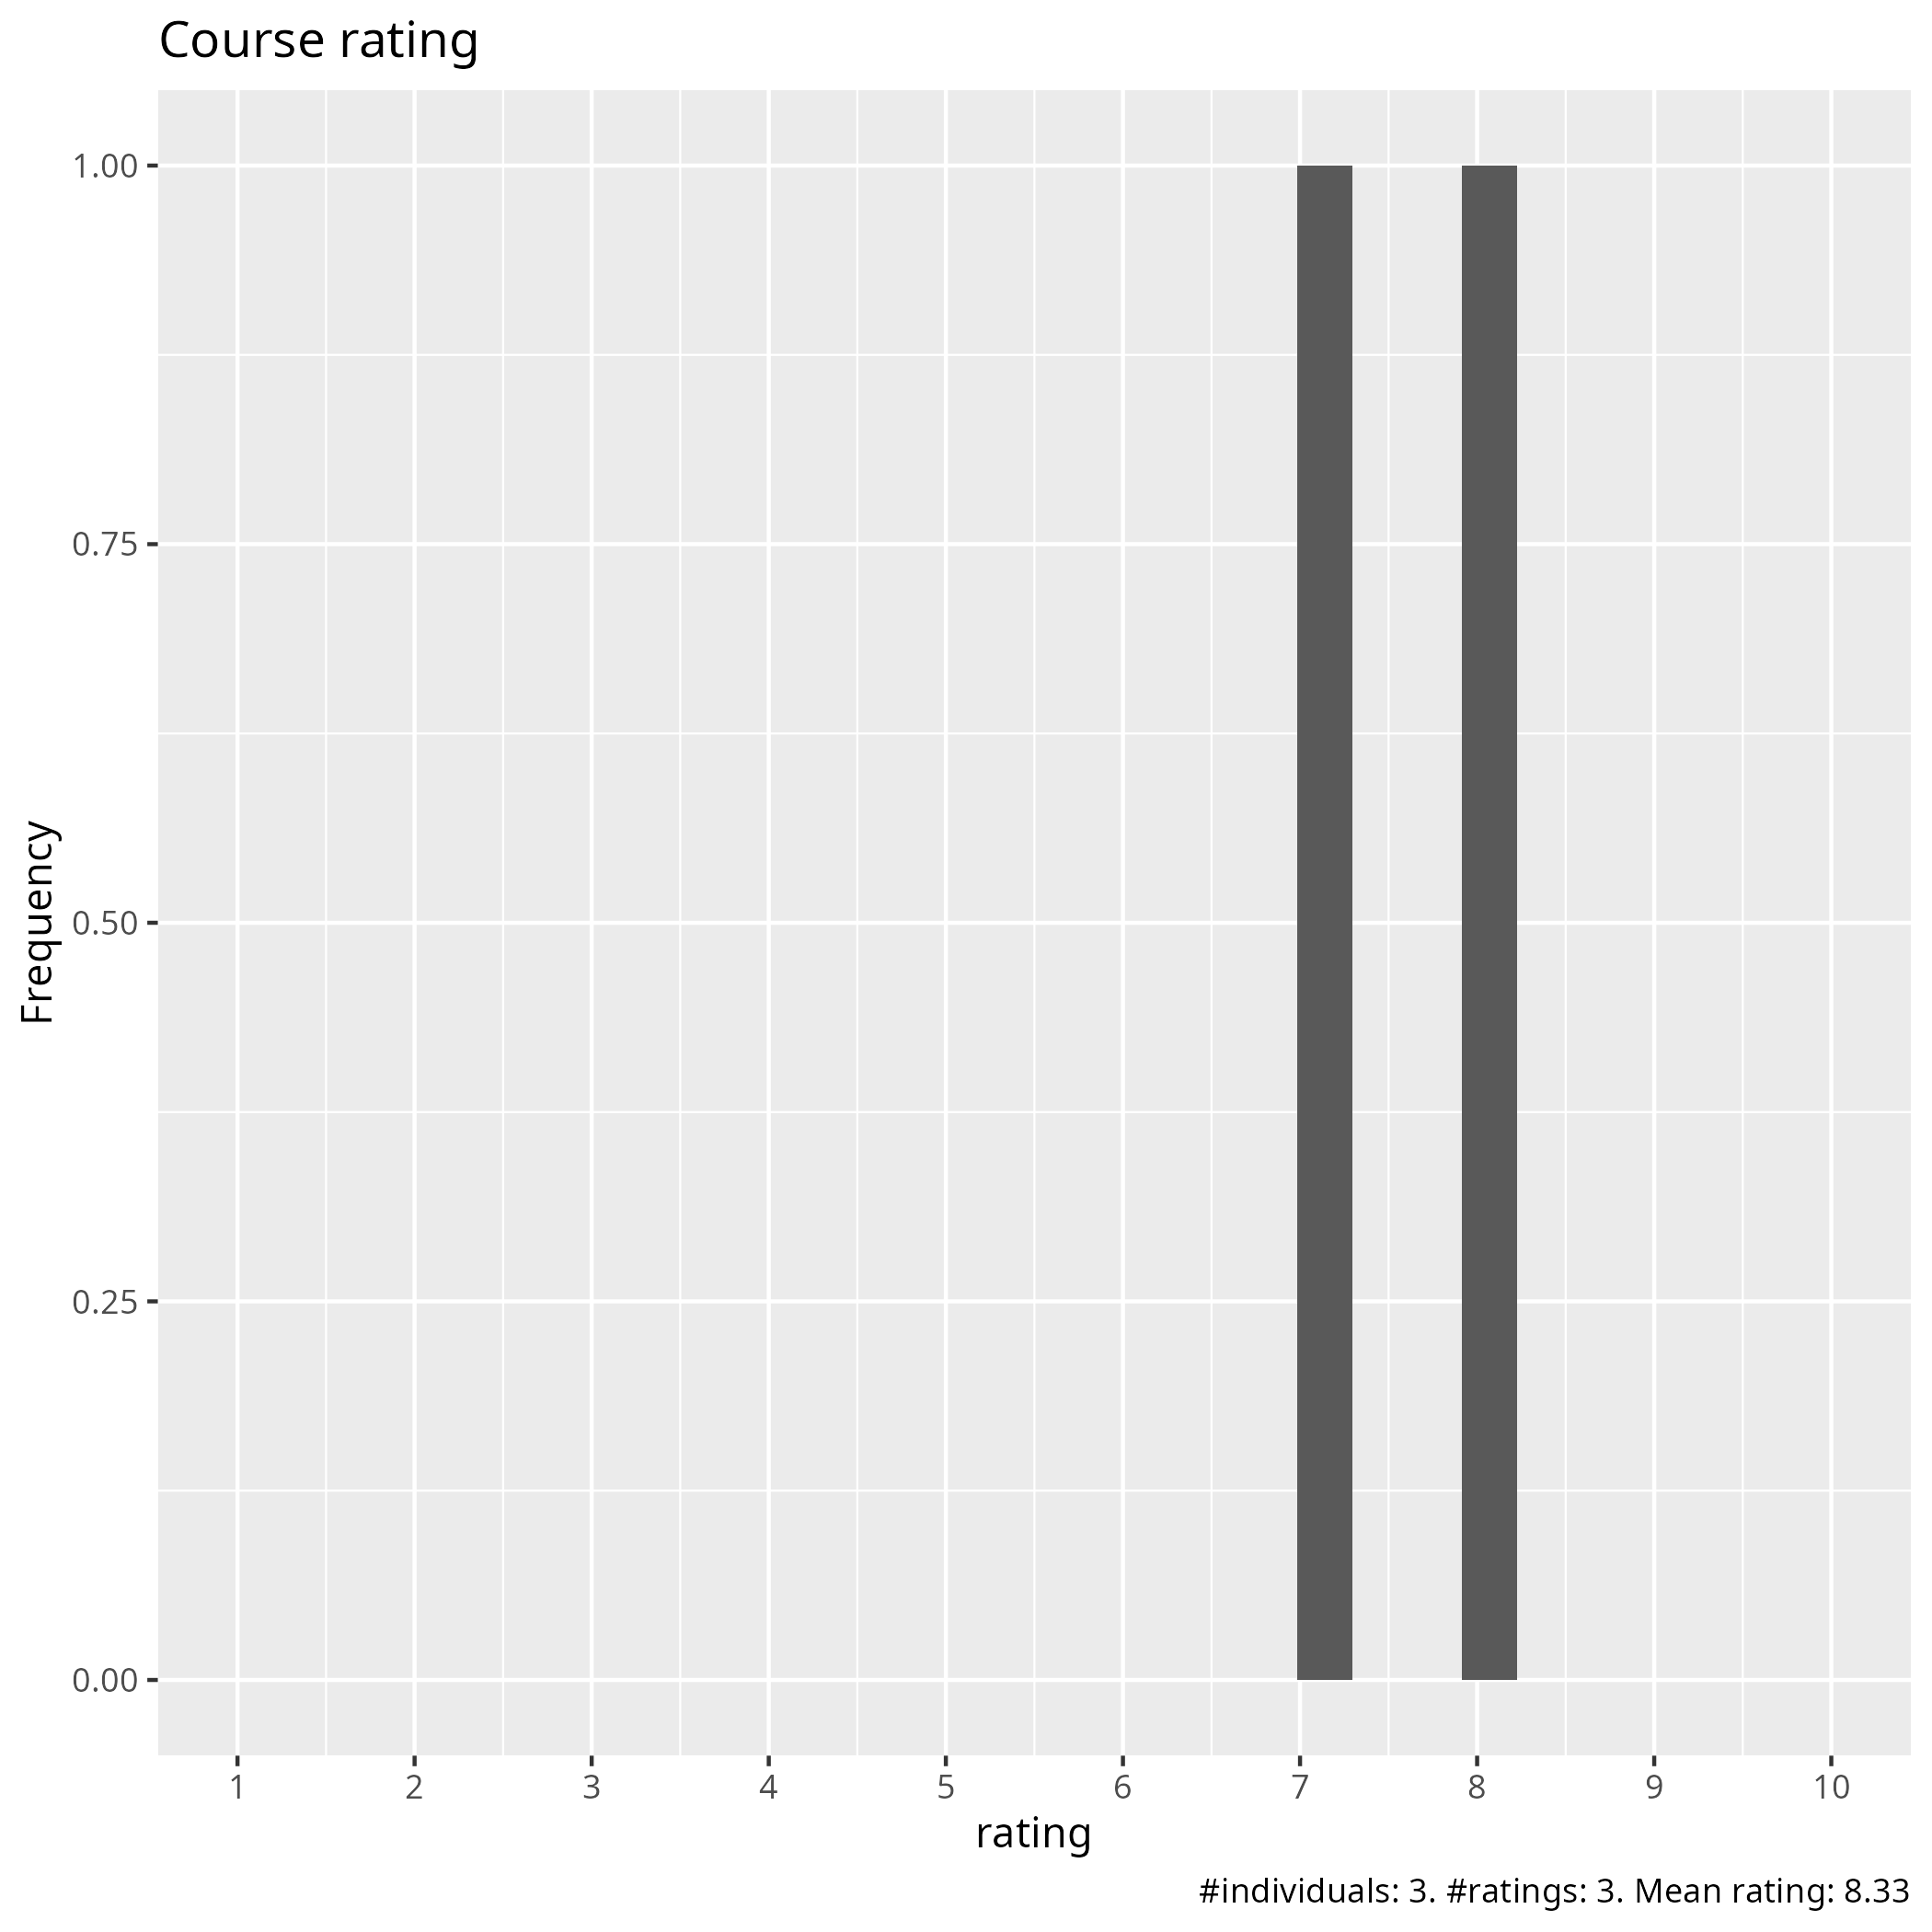 Course rating
1.00
0.75
0.50
0.25
0.00
Frequency
1 2 3 4 5 6 7 8 9 10
rating
#individuals: 3. #ratings: 3. Mean rating: 8.33